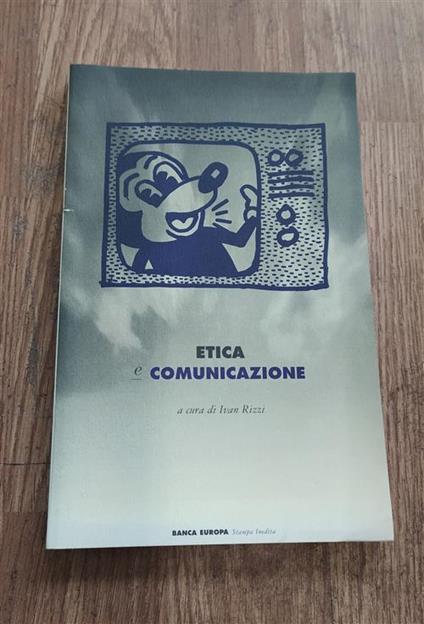 ETICA
e COMUNICAZIONE
a cura di Ivan Rizzi
BANCA EUROPA Stampa Inedita